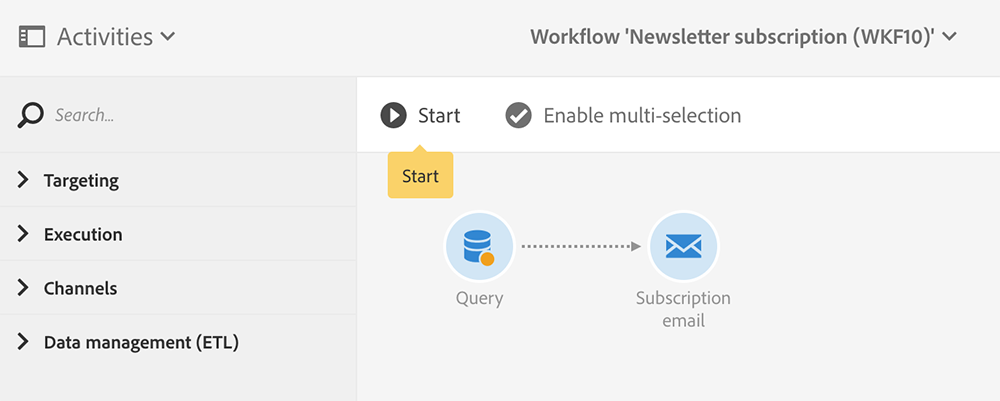 Activities
Workflow 'Newsletter subscription (WKF10)'
Search...
Start
Enable multi-selection
Start
Targeting
Execution
Channels
Data management (ETL)
Query
Subscription
email